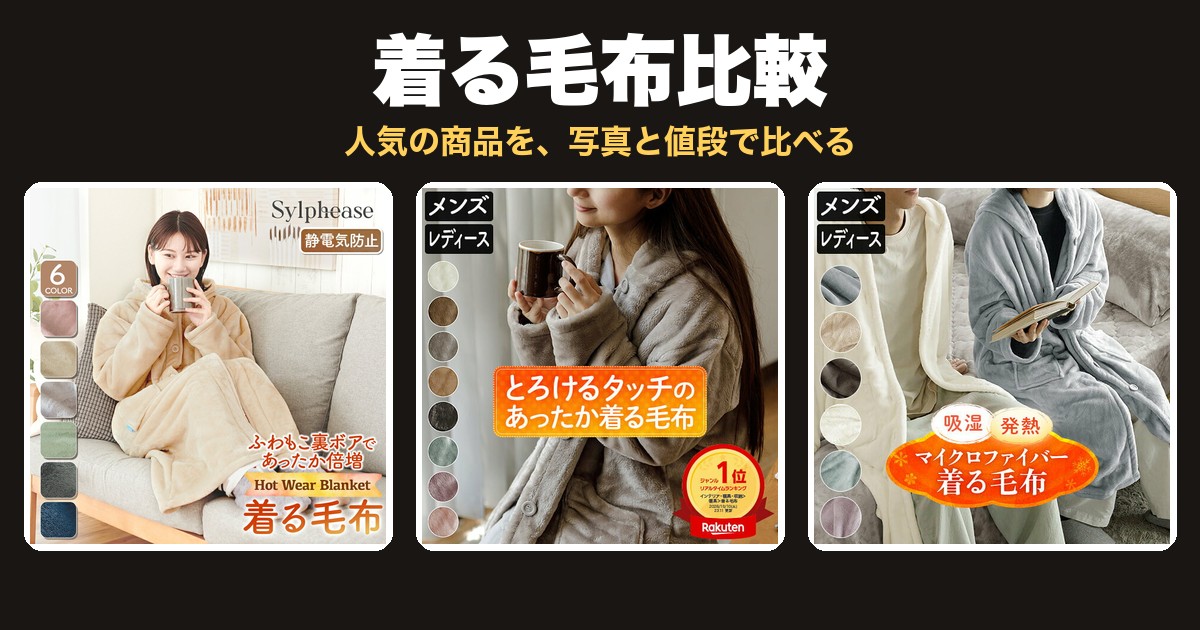 着る毛布比較
人気の商品を、写真と値段で比べる
Sylphease
静電気防止
6
COLOR
ふわもこ裏ボアで
あったか倍増
Hot Wear Blanket
着る毛布
メンズ
レディース
とろけるタッチの
あったか着る毛布
ジャンル1位
リアルタイムランキング
Rakuten
メンズ
レディース
吸湿
発熱
マイクロファイバー
着る毛布